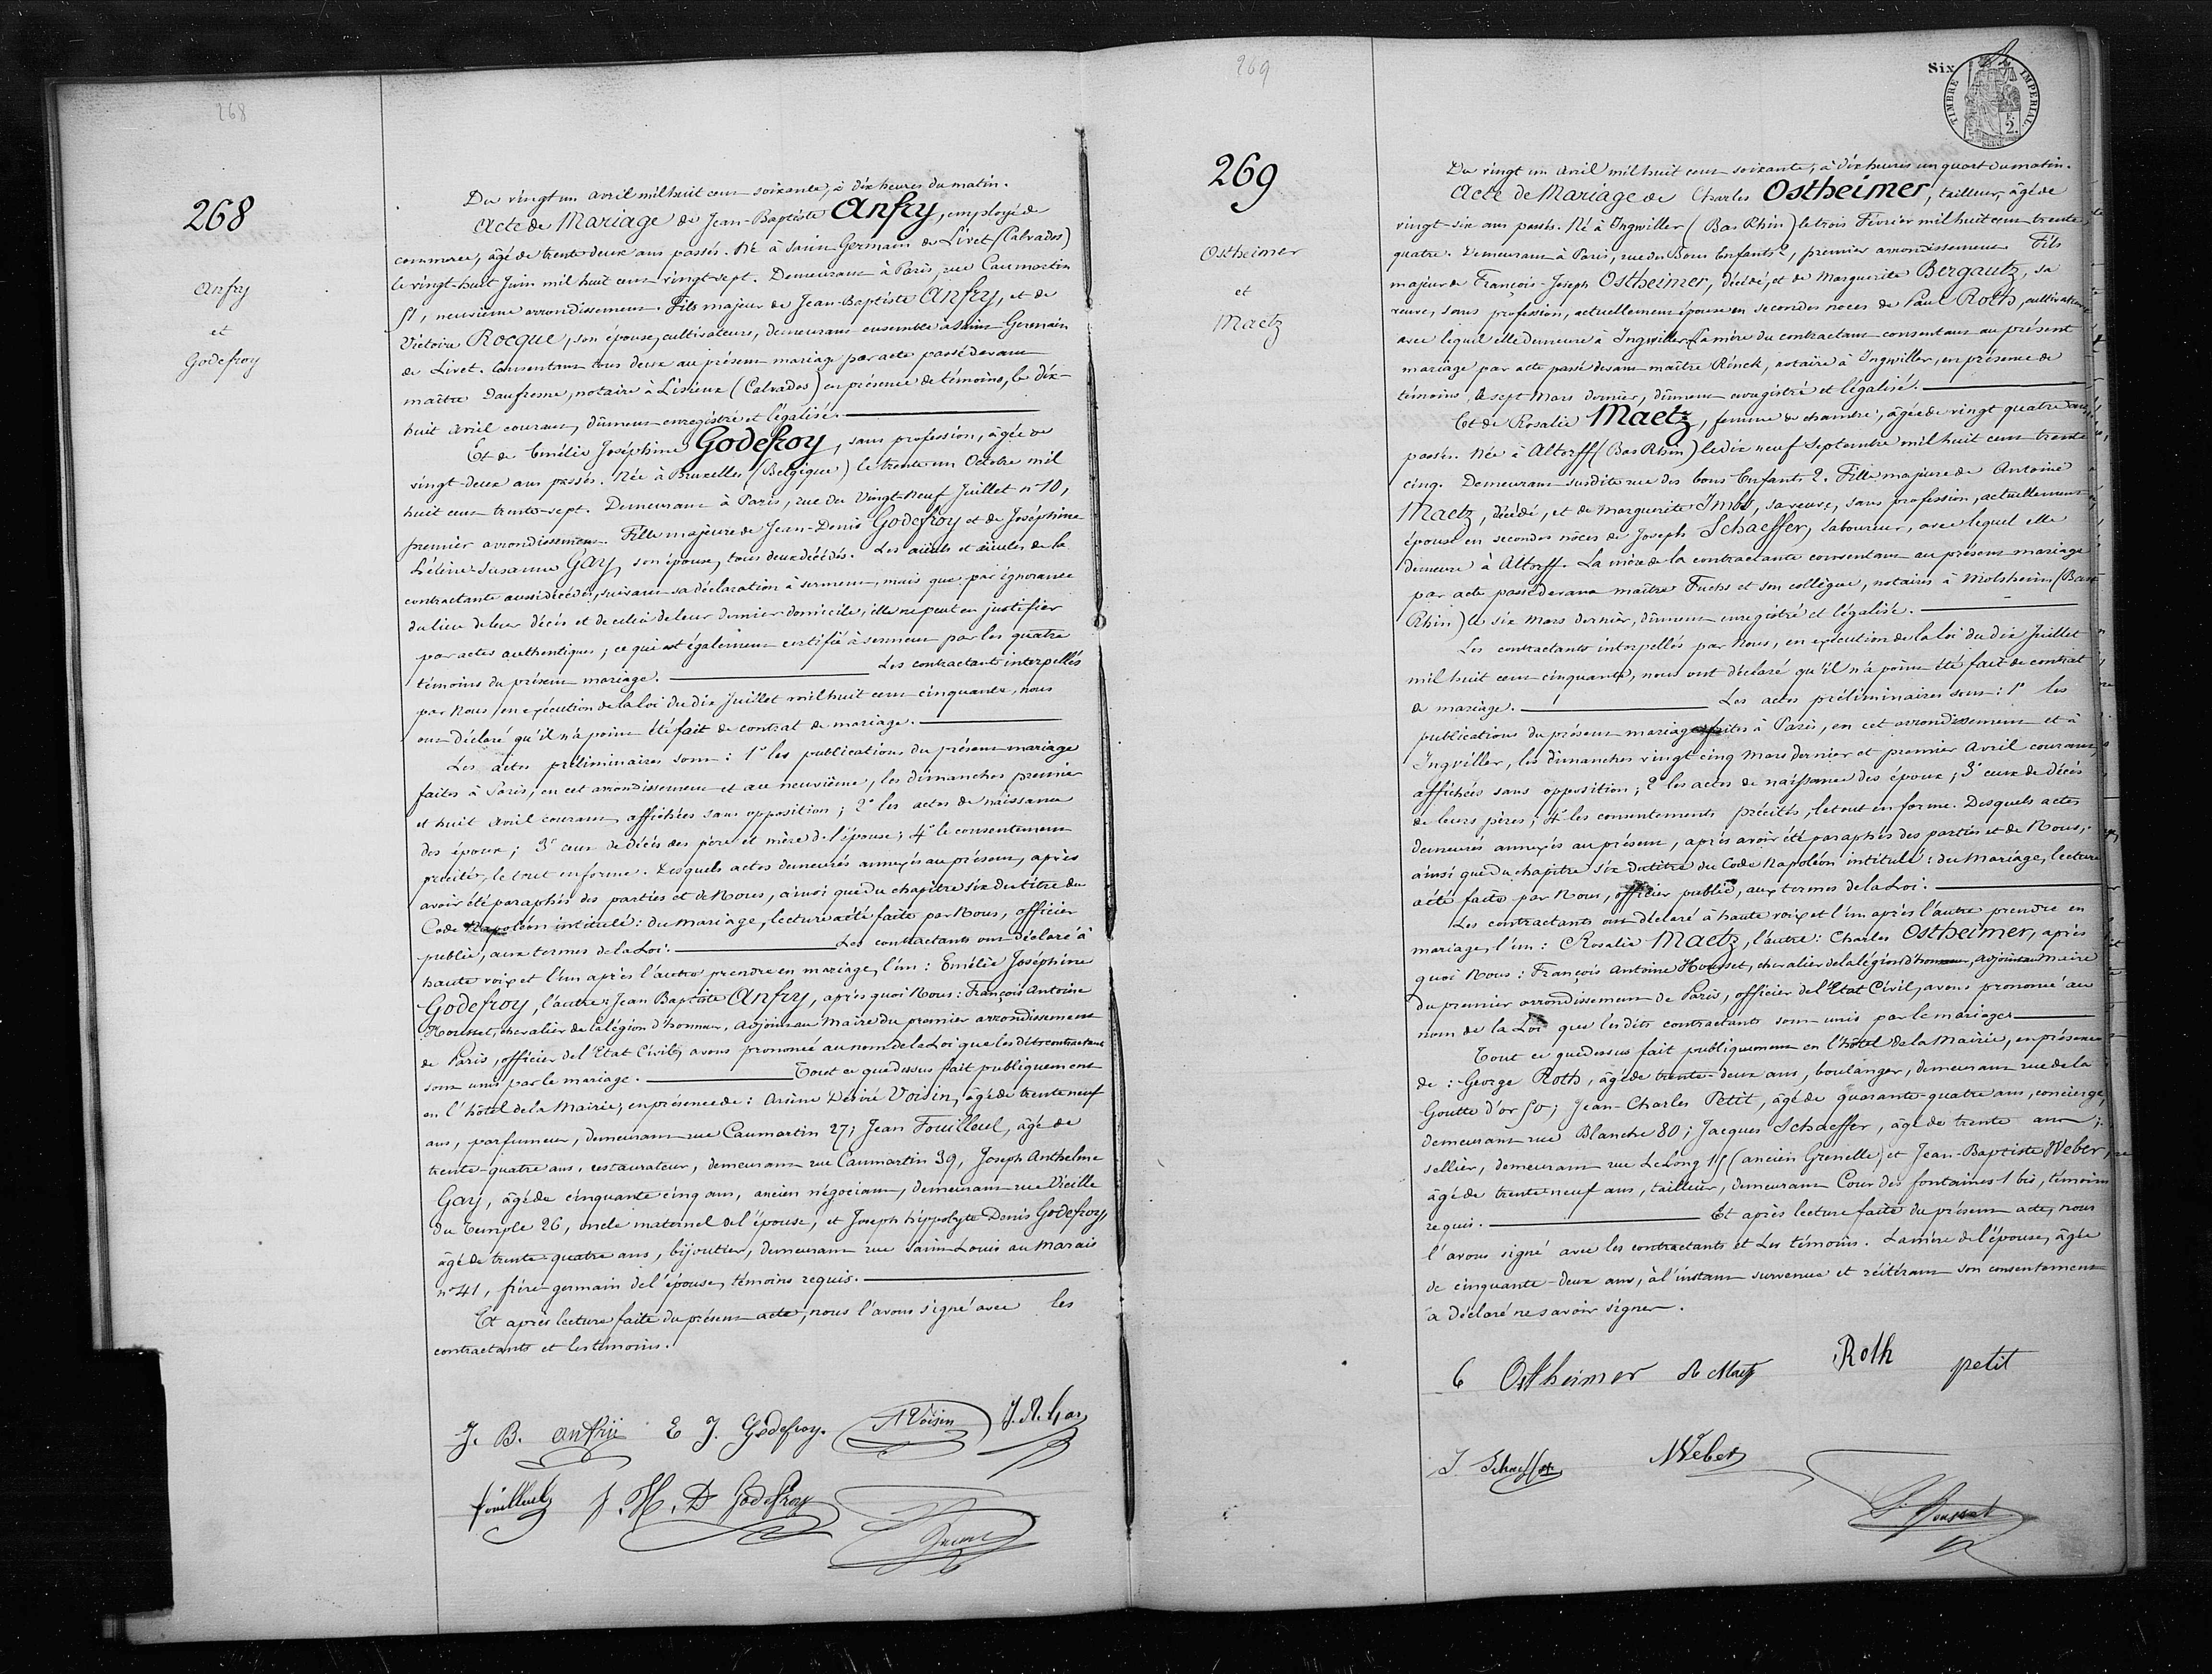 268
268
Anfry
et
Godefroy
Du vingt un avril mil huit cent soixante, à dix heures du matin.
Acte de Mariage de Jean-Baptiste Anfry, employé de
commerce, âgé de trente-deux ans passés. Né à Saint Germain de Livet (Calvados)
le vingt-huit Juin mil huit cent vingt-sept. Demeurant à Paris, rue Caumartin
51, neuvième arrondissement. Fils majeur de Jean-Baptiste Anfry, et de
Victoire Rocque, son épouse, cultivateurs, demeurant ensemble à Saint Germain
de Livet. Consentant tous deux au présent mariage par acte passé devant
maître Daufresne, notaire à Lisieux (Calvados) en présence de témoins, le dix-
huit avril courant, dûment enregistré et légalisé.
Et de Emélie Joséphine Godefroy, sans profession, âgée de
vingt-deux ans passés. Née à Bruxelles (Belgique) le trente un Octobre mil
huit cent trente-sept. Demeurant à Paris, rue du Vingt-Neuf Juillet n° 10,
premier arrondissement. Fille majeure de Jean-Denis Godefroy et de Joséphine
Susanne Gay, son épouse, tous deux décédés. Les aïeuls et aïeules de la
contractante aussi décédés, suivant sa déclaration à serment, mais que par ignorance
du lieu de leur décès et de celui de leur dernier domicile, elle ne peut en justifier
par actes authentiques; ce qui est également certifié à serment par les quatre
témoins du présent mariage. Les contractants interpellés
par Nous, en exécution de la loi du dix Juillet mil huit cent cinquante, nous
ont déclaré qu'il n'a point été fait de contrat de mariage.
Les actes préliminaires sont: 1° les publications du présent mariage
faites à Paris, en cet arrondissement et au neuvième, les dimanches premier
et huit avril courant, affichées sans opposition; 2° les actes de naissance
des époux; 3° ceux de décès des père et mère de l'épouse; 4° le consentement
précité, le tout en forme. Desquels actes demeurés annexés au présent, après
avoir été paraphés des parties et de Nous, ainsi que du chapitre six du titre du
Code Napoléon intitulé: du Mariage, lecture a été faite par Nous, officier
public, aux termes de la Loi. Les contractants ont déclaré à
haute voix et l'un après l'autre prendre en mariage, l'un: Emélie Joséphine
Godefroy, l'autre: Jean Baptiste Anfry, après quoi Nous: François Antoine
Housset, chevalier de la légion d'honneur, adjoint au Maire du premier arrondissement
de Paris, officier de l'Etat Civil, avons prononcé au nom de la Loi que les dits contractants
sont unis par le mariage. Tout ce que dessus fait publiquement
en l'hôtel de la Mairie, en présence de: Arsène Désiré Voisin, âgé de trente neuf
ans, parfumeur, demeurant rue Caumartin 27; Jean Fouilleul, âgé de
trente-quatre ans, restaurateur, demeurant rue Caumartin 39, Joseph Anthelme
Gay, âgé de cinquante cinq ans, ancien négociant, demeurant rue Vieille
du Temple 26, oncle maternel de l'épouse, et Joseph hippolyte Denis Godefroy,
âgé de trente-quatre ans, bijoutier, demeurant rue Saint-Louis au Marais
n° 41, frère germain de l'épouse, témoins requis.
Et après lecture faite du présent acte, nous l'avons signé avec les
contractants et les témoins.
J. B. anfry E J. Godefroy. A Voisin J. A. Gay
fouilleul J. H. D Godefroy
269
269
Ostheimer
et
Maetz
Six
TIMBRE IMPERIAL
2.
Du vingt un avril mil huit cent soixante, à dix heures un quart du matin.
Acte de Mariage de Charles Ostheimer, tailleur, âgé de
vingt-six ans passés. Né à Ingwiller (Bas Rhin) le trois Février mil huit cent trente
quatre. Demeurant à Paris, rue des Bons Enfants 2, premier arrondissement. Fils
majeur de François-Joseph Ostheimer, décédé, et de Marguerite Bergautz, sa
veuve, sans profession, actuellement épouse en secondes noces de Paul Roth, cultivateur
avec lequel elle demeure à Ingwiller. La mère du contractant consentant au présent
mariage par acte passé devant maître Rinck, notaire à Ingwiller, en présence de
témoins, le sept Mars dernier, dûment enregistré et légalisé.
Et de Rosalie Maetz, femme de chambre, âgée de vingt quatre ans
passés. Née à Altorff (Bas Rhin) le dix neuf Septembre mil huit cent trente
cinq. Demeurant susdite rue des bons Enfants 2. Fille majeure de Antoine
Maetz, décédé, et de Marguerite Imbs, sa veuve, sans profession, actuellement
épouse en secondes nôces de Joseph Schaeffer, laboureur, avec lequel elle
demeure à Altorff. La mère de la contractante consentant au présent mariage
par acte passé devant maître Fuchs et son collègue, notaires à Molsheim (Bas
Rhin) le six Mars dernier, dûment enregistré et légalisé.
Les contractants interpellés par Nous, en exécution de la loi du dix Juillet
mil huit cent cinquante, nous ont déclaré qu'il n'a point été fait de contrat
de mariage. Les actes préliminaires sont: 1° les
publications du présent mariage faites à Paris, en cet arrondissement et à
Ingwiller, les dimanches vingt cinq Mars dernier et premier Avril courant,
affichées sans opposition; 2° les actes de naissance des époux; 3° ceux de décès
de leurs pères; 4° les consentements précités, le tout en forme. Desquels actes
demeurés annexés au présent, après avoir été paraphés des parties et de Nous,
ainsi que du chapitre six du titre du Code Napoléon intitulé: du Mariage, lecture
a été faite par Nous, officier public, aux termes de la Loi.
Les contractants ont déclaré à haute voix et l'un après l'autre prendre en
mariage, l'un: Rosalie Maetz, l'autre: Charles Ostheimer, après
quoi Nous: François Antoine Housset, chevalier de la légion d'honneur, adjoint au Maire
du premier arrondissement de Paris, officier de l'Etat Civil, avons prononcé au
nom de la Loi que les dits contractants sont unis par le mariage.
Tout ce que dessus fait publiquement en l'hôtel de la Mairie, en présence
de: George Roth, âgé de trente-deux ans, boulanger, demeurant rue de la
Goutte d'or 50; Jean-Charles Petit, âgé de quarante-quatre ans, concierge,
demeurant rue Blanche 80; Jacques Schaeffer, âgé de trente ans;
sellier, demeurant rue LeLong 15 (ancien Grenelle) et Jean-Baptiste Weber,
âgé de trente neuf ans, tailleur, demeurant Cour des fontaines 1 bis, témoins
requis. Et après lecture faite du présent acte, nous
l'avons signé avec les contractants et les témoins. La mère de l'épouse, âgée
de cinquante-deux ans, à l'instant survenue et réitérant son consentement
a déclaré ne savoir signer.
C Ostheimer R Maetz Roth petit
J. Schaeffer Weber
Housset